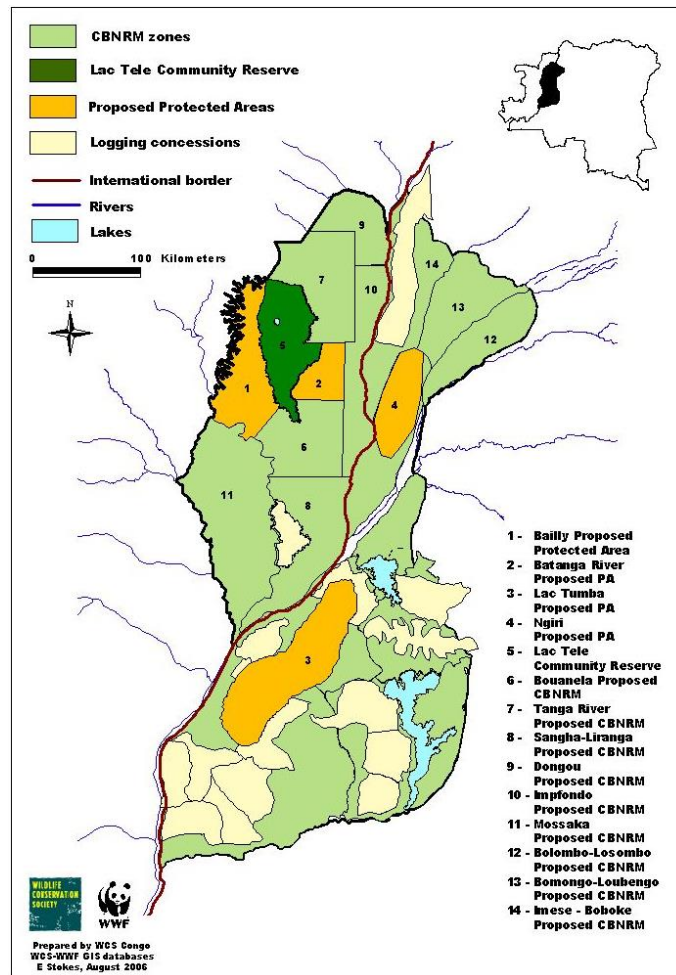 CBNRM zones
Lac Tele Community Reserve
Proposed Protected Areas
Logging concessions
International border
Rivers
Lakes
0 100 Kilometers
N
9
7
10
14
13
12
5
1
2
4
6
11
8
3
1 - Bailly Proposed
Protected Area
2 - Batanga River
Proposed PA
3 - Lac Tumba
Proposed PA
4 - Ngiri
Proposed PA
5 - Lac Tele
Community Reserve
6 - Bouanela Proposed
CBNRM
7 - Tanga River
Proposed CBNRM
8 - Sangha-Liranga
Proposed CBNRM
9 - Dongou
Proposed CBNRM
10 - Impfondo
Proposed CBNRM
11 - Mossaka
Proposed CBNRM
12 - Bolombo-Losombo
Proposed CBNRM
13 - Bomongo-Loubengo
Proposed CBNRM
14 - Imese - Boboke
Proposed CBNRM
WILDLIFE
CONSERVATION
SOCIETY
WWF
Prepared by WCS Congo
WCS-WWF GIS databases
E Stokes, August 2006